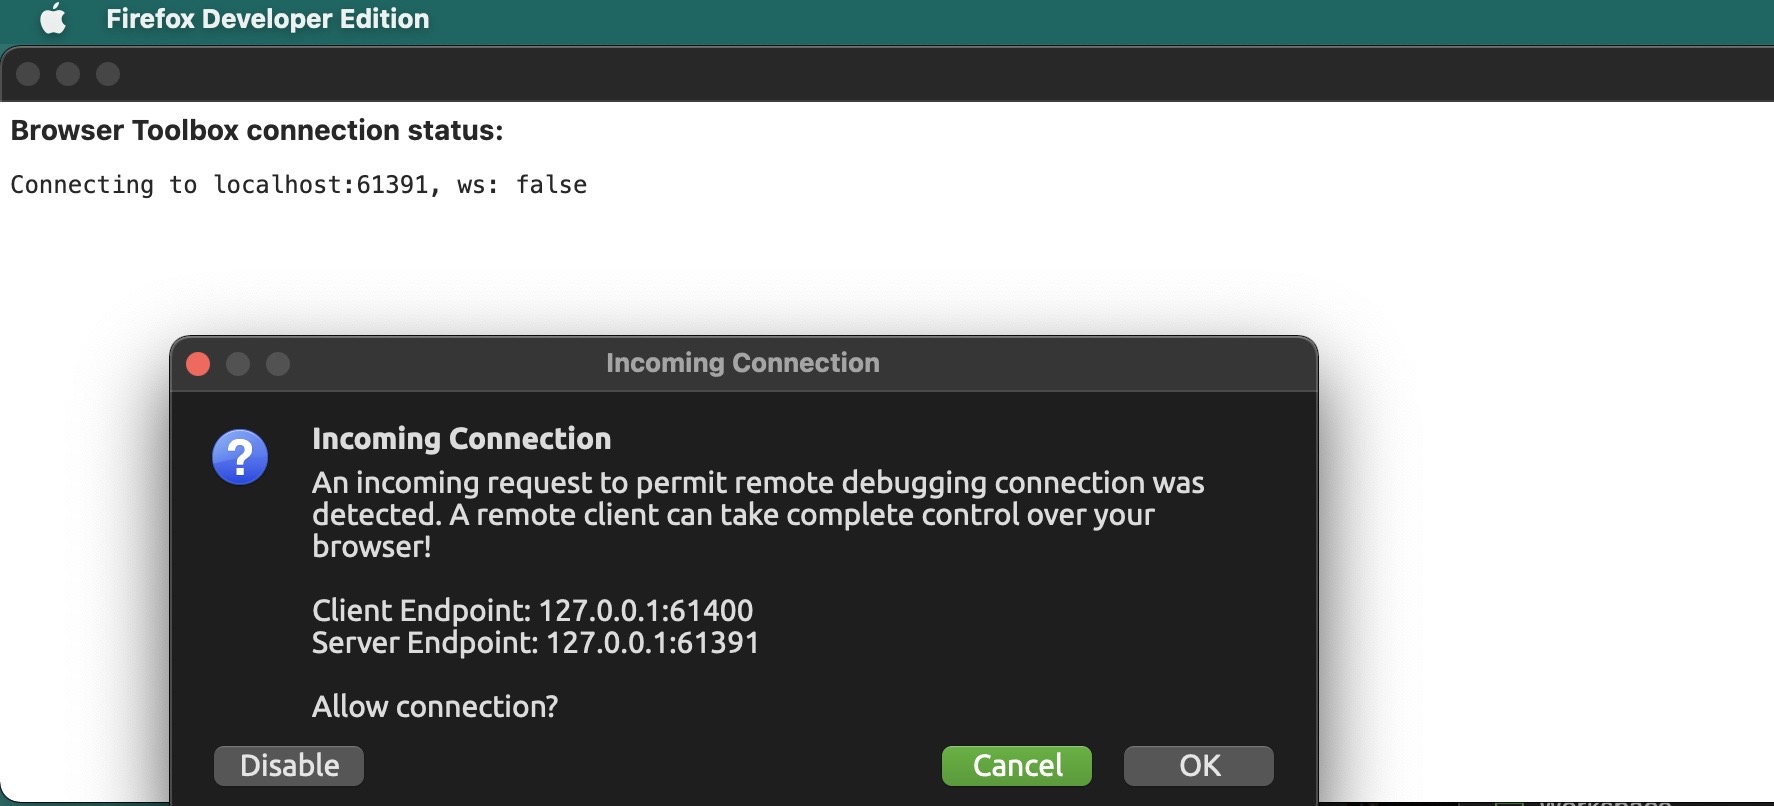 Firefox Developer Edition
Browser Toolbox connection status:
Connecting to localhost:61391, ws: false
Incoming Connection
?
Incoming Connection
An incoming request to permit remote debugging connection was
detected. A remote client can take complete control over your
browser!
Client Endpoint: 127.0.0.1:61400
Server Endpoint: 127.0.0.1:61391
Allow connection?
Disable Cancel OK